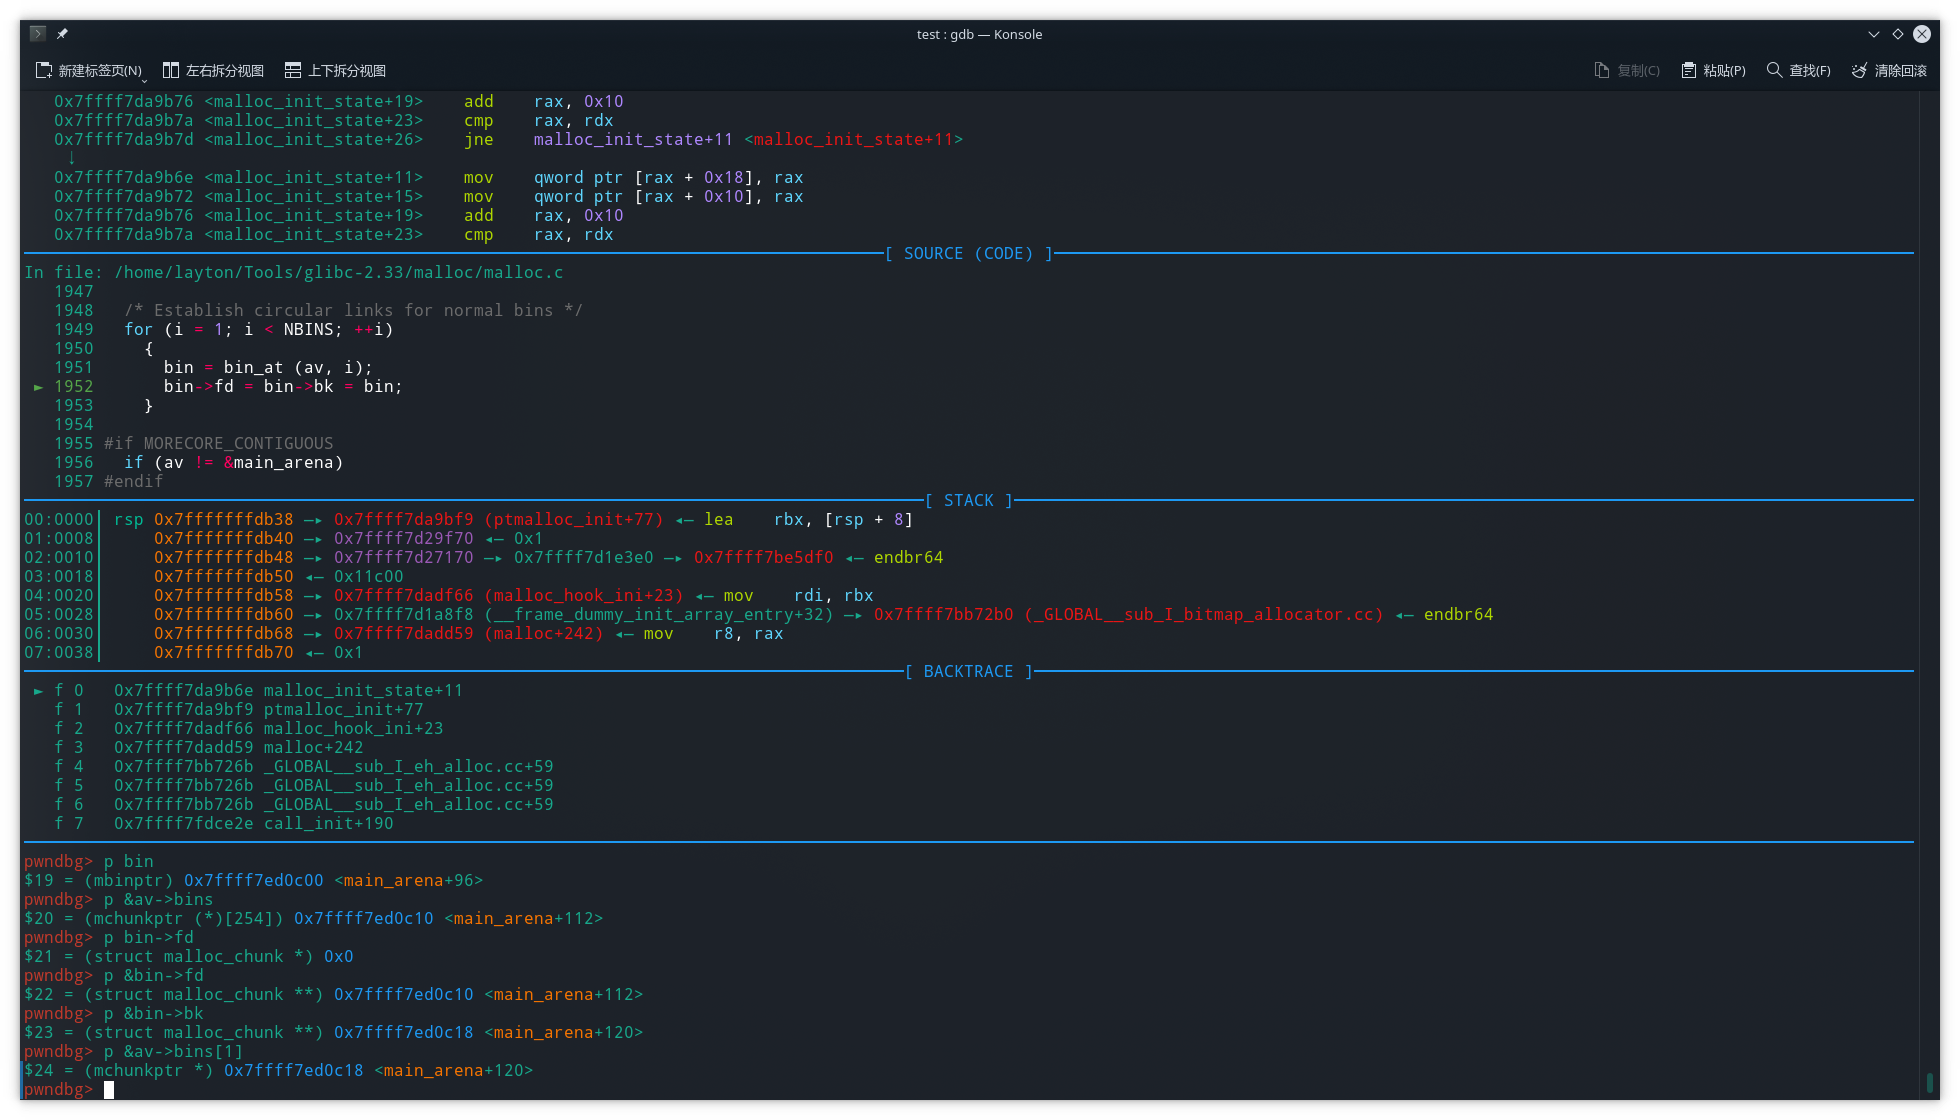 test : gdb — Konsole
新建标签页(N) 左右拆分视图 上下拆分视图 复制(C) 粘贴(P) 查找(F) 清除回滚
0x7ffff7da9b76 <malloc_init_state+19>    add    rax, 0x10
0x7ffff7da9b7a <malloc_init_state+23>    cmp    rax, rdx
0x7ffff7da9b7d <malloc_init_state+26>    jne    malloc_init_state+11 <malloc_init_state+11>
↓
0x7ffff7da9b6e <malloc_init_state+11>    mov    qword ptr [rax + 0x18], rax
0x7ffff7da9b72 <malloc_init_state+15>    mov    qword ptr [rax + 0x10], rax
0x7ffff7da9b76 <malloc_init_state+19>    add    rax, 0x10
0x7ffff7da9b7a <malloc_init_state+23>    cmp    rax, rdx
[ SOURCE (CODE) ]
In file: /home/layton/Tools/glibc-2.33/malloc/malloc.c
1947
1948   /* Establish circular links for normal bins */
1949   for (i = 1; i < NBINS; ++i)
1950     {
1951       bin = bin_at (av, i);
► 1952       bin->fd = bin->bk = bin;
1953     }
1954
1955 #if MORECORE_CONTIGUOUS
1956   if (av != &main_arena)
1957 #endif
[ STACK ]
00:0000│ rsp 0x7fffffffdb38 —▸ 0x7ffff7da9bf9 (ptmalloc_init+77) ◂— lea    rbx, [rsp + 8]
01:0008│     0x7fffffffdb40 —▸ 0x7ffff7d29f70 ◂— 0x1
02:0010│     0x7fffffffdb48 —▸ 0x7ffff7d27170 —▸ 0x7ffff7d1e3e0 —▸ 0x7ffff7be5df0 ◂— endbr64
03:0018│     0x7fffffffdb50 ◂— 0x11c00
04:0020│     0x7fffffffdb58 —▸ 0x7ffff7dadf66 (malloc_hook_ini+23) ◂— mov    rdi, rbx
05:0028│     0x7fffffffdb60 —▸ 0x7ffff7d1a8f8 (__frame_dummy_init_array_entry+32) —▸ 0x7ffff7bb72b0 (_GLOBAL__sub_I_bitmap_allocator.cc) ◂— endbr64
06:0030│     0x7fffffffdb68 —▸ 0x7ffff7dadd59 (malloc+242) ◂— mov    r8, rax
07:0038│     0x7fffffffdb70 ◂— 0x1
[ BACKTRACE ]
► f 0   0x7ffff7da9b6e malloc_init_state+11
f 1   0x7ffff7da9bf9 ptmalloc_init+77
f 2   0x7ffff7dadf66 malloc_hook_ini+23
f 3   0x7ffff7dadd59 malloc+242
f 4   0x7ffff7bb726b _GLOBAL__sub_I_eh_alloc.cc+59
f 5   0x7ffff7bb726b _GLOBAL__sub_I_eh_alloc.cc+59
f 6   0x7ffff7bb726b _GLOBAL__sub_I_eh_alloc.cc+59
f 7   0x7ffff7fdce2e call_init+190
pwndbg> p bin
$19 = (mbinptr) 0x7ffff7ed0c00 <main_arena+96>
pwndbg> p &av->bins
$20 = (mchunkptr (*)[254]) 0x7ffff7ed0c10 <main_arena+112>
pwndbg> p bin->fd
$21 = (struct malloc_chunk *) 0x0
pwndbg> p &bin->fd
$22 = (struct malloc_chunk **) 0x7ffff7ed0c10 <main_arena+112>
pwndbg> p &bin->bk
$23 = (struct malloc_chunk **) 0x7ffff7ed0c18 <main_arena+120>
pwndbg> p &av->bins[1]
$24 = (mchunkptr *) 0x7ffff7ed0c18 <main_arena+120>
pwndbg>